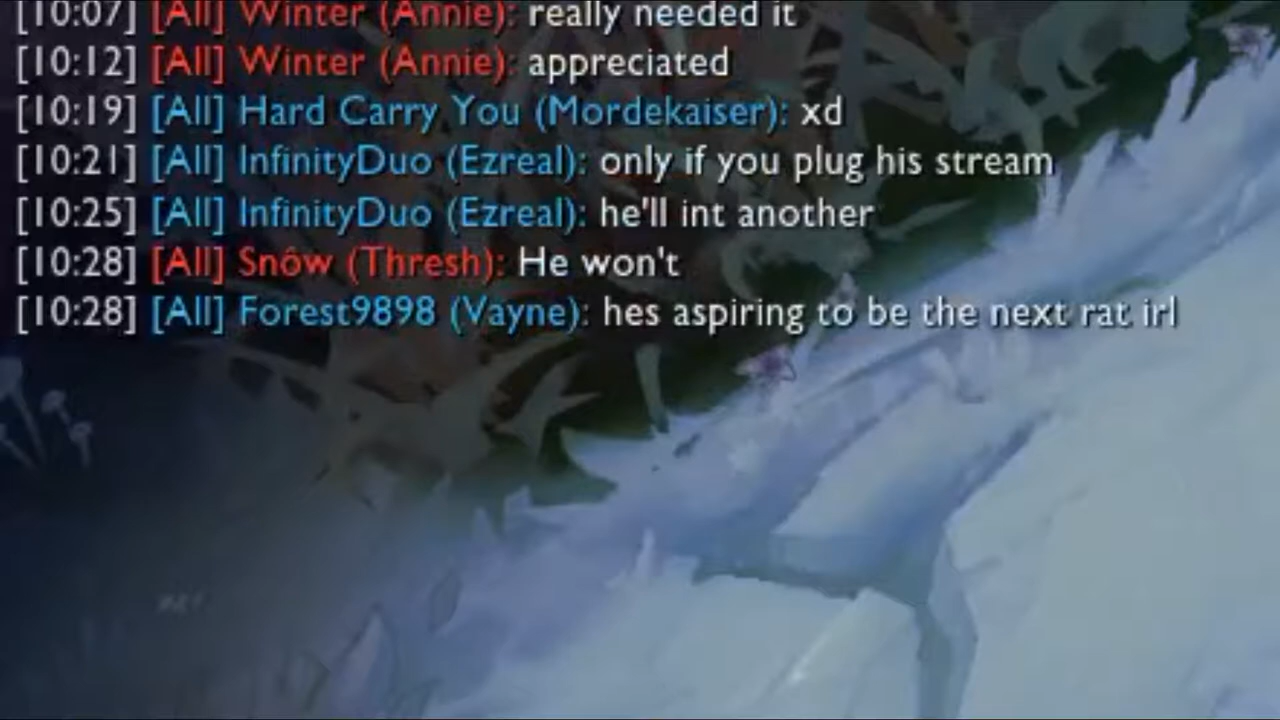 [10:07] [All] Winter (Annie): really needed it
[10:12] [All] Winter (Annie): appreciated
[10:19] [All] Hard Carry You (Mordekaiser): xd
[10:21] [All] InfinityDuo (Ezreal): only if you plug his stream
[10:25] [All] InfinityDuo (Ezreal): he'll int another
[10:28] [All] Snôw (Thresh): He won't
[10:28] [All] Forest9898 (Vayne): hes aspiring to be the next rat irl